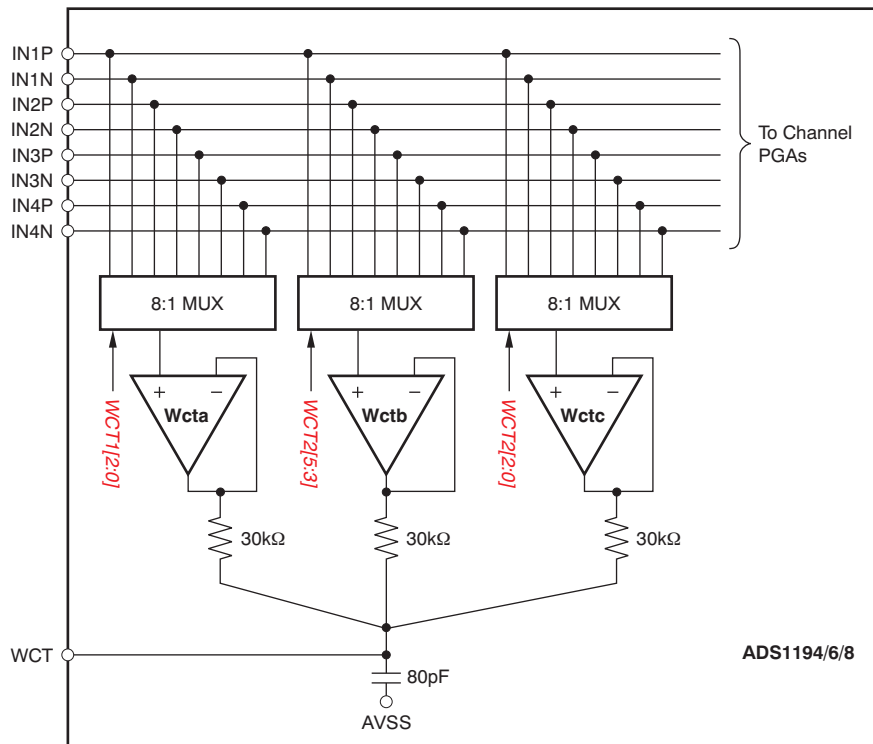 IN1P
IN1N
IN2P
IN2N
IN3P
IN3N
IN4P
IN4N
To Channel
PGAs
8:1 MUX
8:1 MUX
8:1 MUX
WCT1[2:0]
+ −
Wcta
WCT2[5:3]
+ −
Wctb
WCT2[2:0]
+ −
Wctc
30kΩ
30kΩ
30kΩ
WCT
80pF
AVSS
ADS1194/6/8